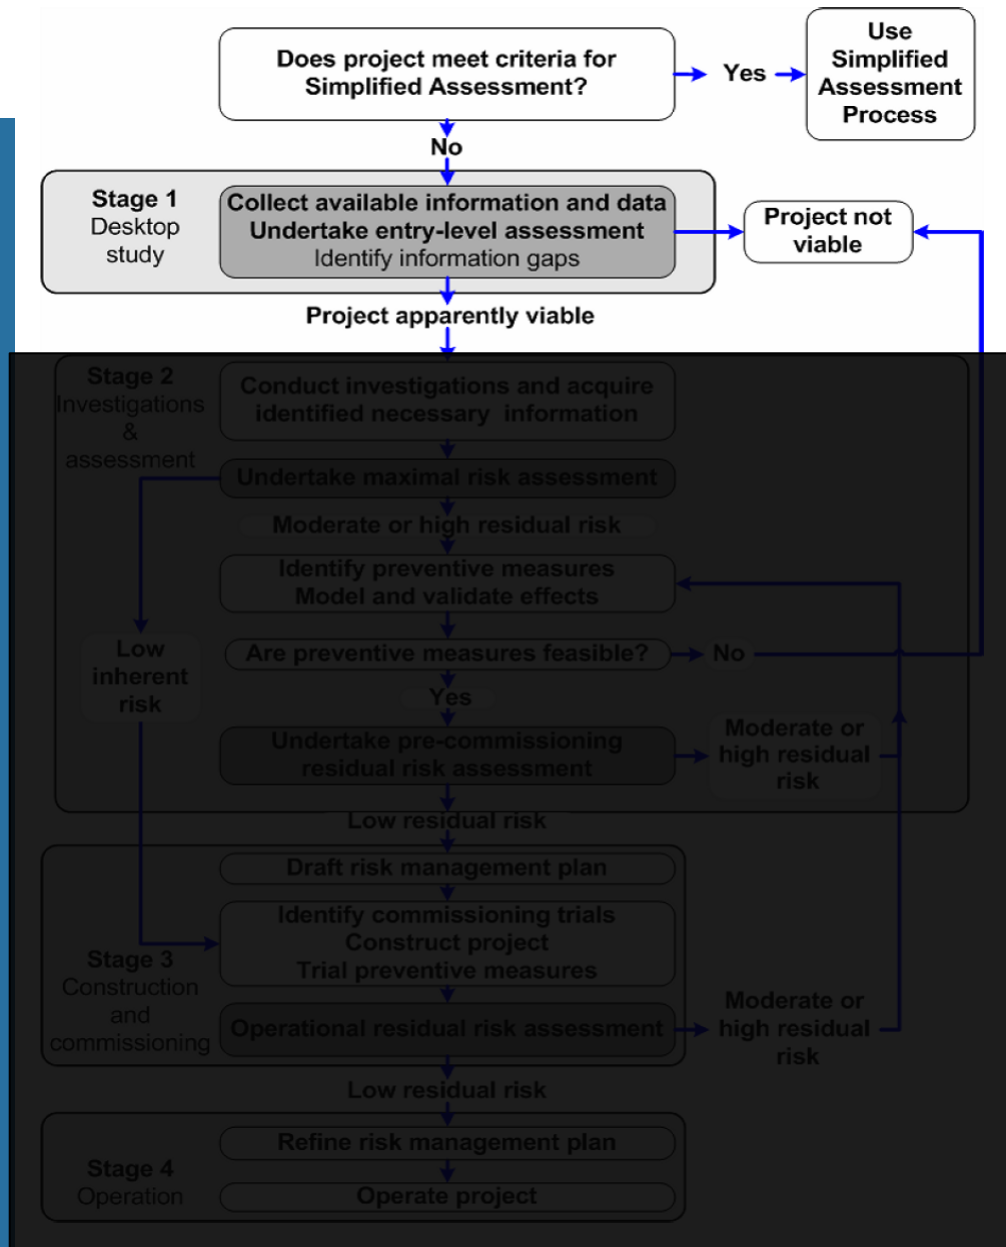 Does project meet criteria for
Simplified Assessment?
Yes
Use
Simplified
Assessment
Process
No
Stage 1
Desktop
study
Collect available information and data
Undertake entry-level assessment
Identify information gaps
Project not
viable
Project apparently viable
Stage 2
Investigations
&
assessment
Conduct investigations and acquire
identified necessary information
Undertake maximal risk assessment
Moderate or high residual risk
Identify preventive measures
Model and validate effects
Low
inherent
risk
Are preventive measures feasible?
No
Yes
Undertake pre-commissioning
residual risk assessment
Moderate or
high residual
risk
Low residual risk
Draft risk management plan
Identify commissioning trials
Construct project
Trial preventive measures
Stage 3
Construction
and
commissioning
Operational residual risk assessment
Moderate or
high residual
risk
Low residual risk
Stage 4
Operation
Refine risk management plan
Operate project